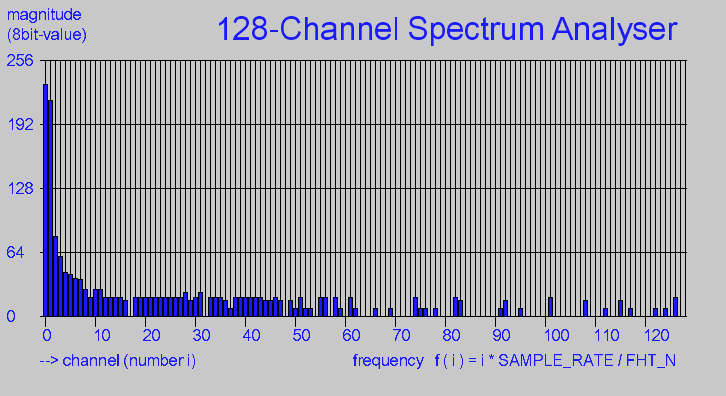 magnitude
(8bit-value)
128-Channel Spectrum Analyser
256
192
128
64
0
0 10 20 30 40 50 60 70 80 90 100 110 120
--> channel (number i)
frequency f ( i ) = i * SAMPLE_RATE / FHT_N